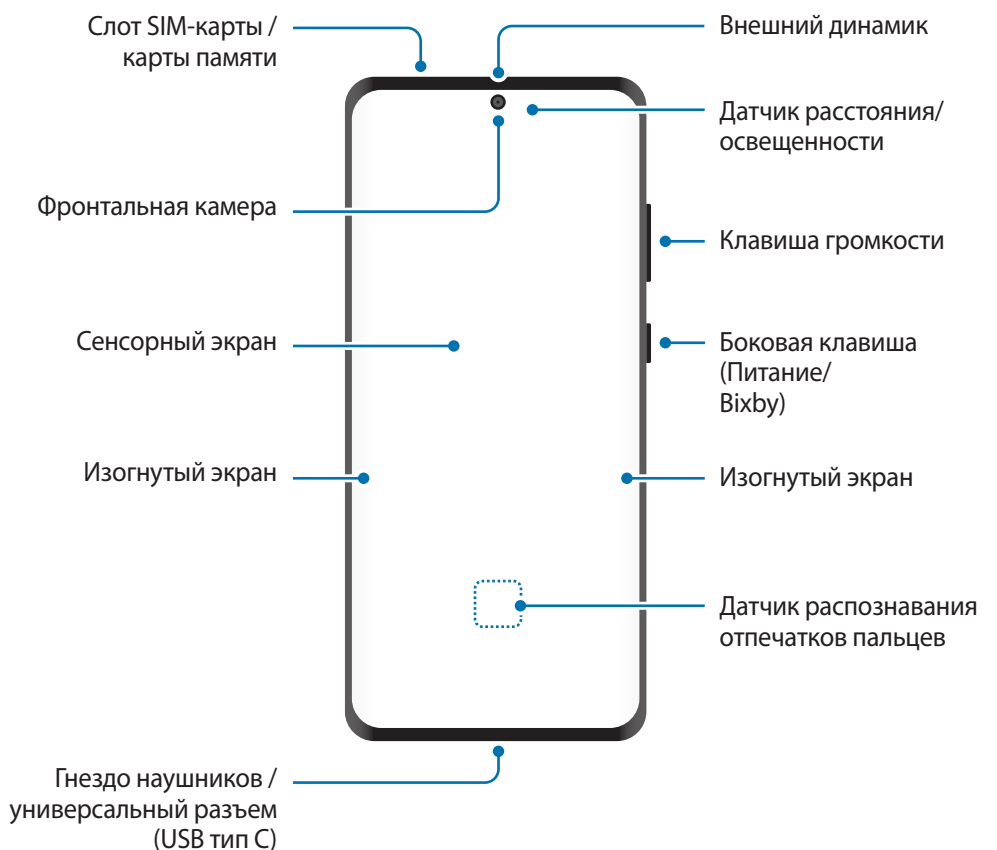 Слот SIM-карты /
карты памяти
Фронтальная камера
Сенсорный экран
Изогнутый экран
Гнездо наушников /
универсальный разъем
(USB тип C)
Внешний динамик
Датчик расстояния/
освещенности
Клавиша громкости
Боковая клавиша
(Питание/
Bixby)
Изогнутый экран
Датчик распознавания
отпечатков пальцев